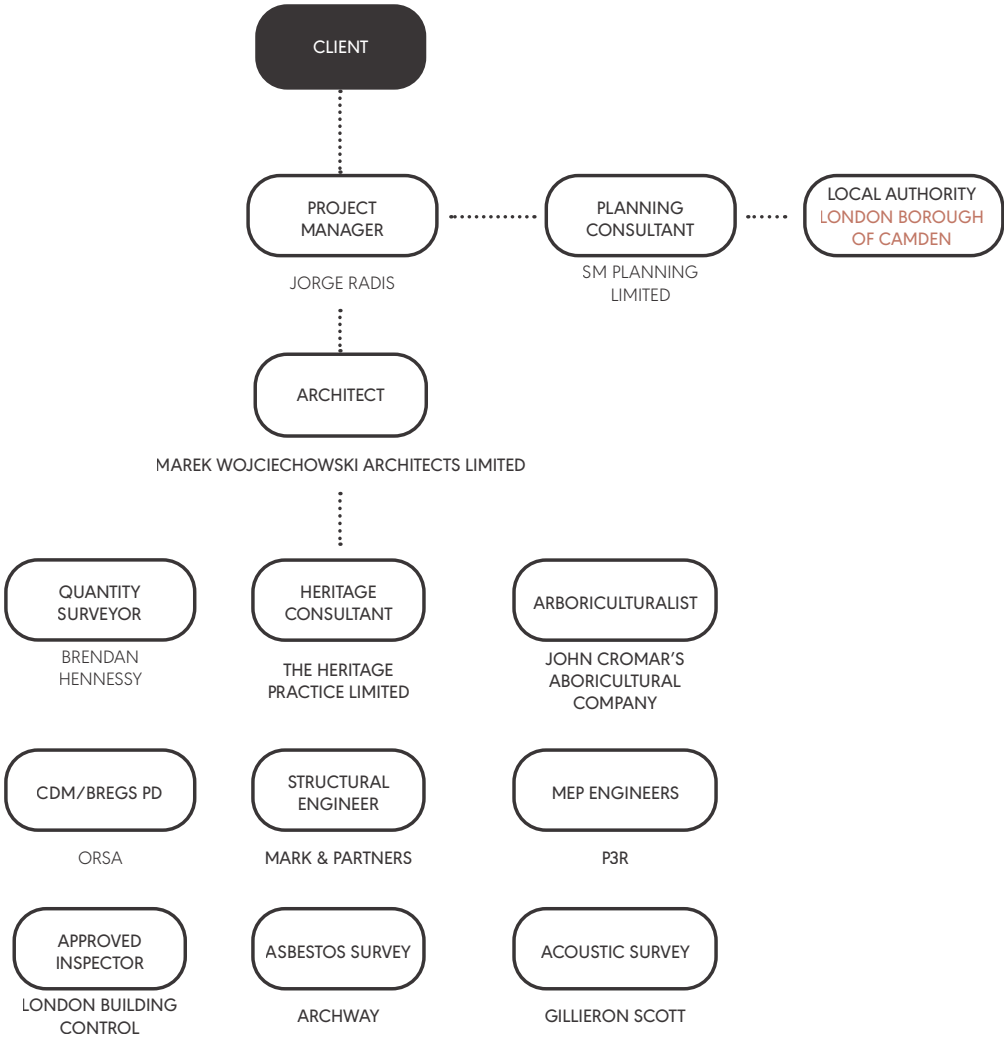 CLIENT
PROJECT
MANAGER
JORGE RADIS
PLANNING
CONSULTANT
SM PLANNING
LIMITED
LOCAL AUTHORITY
LONDON BOROUGH
OF CAMDEN
ARCHITECT
MAREK WOJCIECHOWSKI ARCHITECTS LIMITED
QUANTITY
SURVEYOR
BRENDAN
HENNESSY
HERITAGE
CONSULTANT
THE HERITAGE
PRACTICE LIMITED
ARBORICULTURALIST
JOHN CROMAR'S
ABORICULTURAL
COMPANY
CDM/BREGS PD
ORSA
STRUCTURAL
ENGINEER
MARK & PARTNERS
MEP ENGINEERS
P3R
APPROVED
INSPECTOR
LONDON BUILDING
CONTROL
ASBESTOS SURVEY
ARCHWAY
ACOUSTIC SURVEY
GILLIERON SCOTT